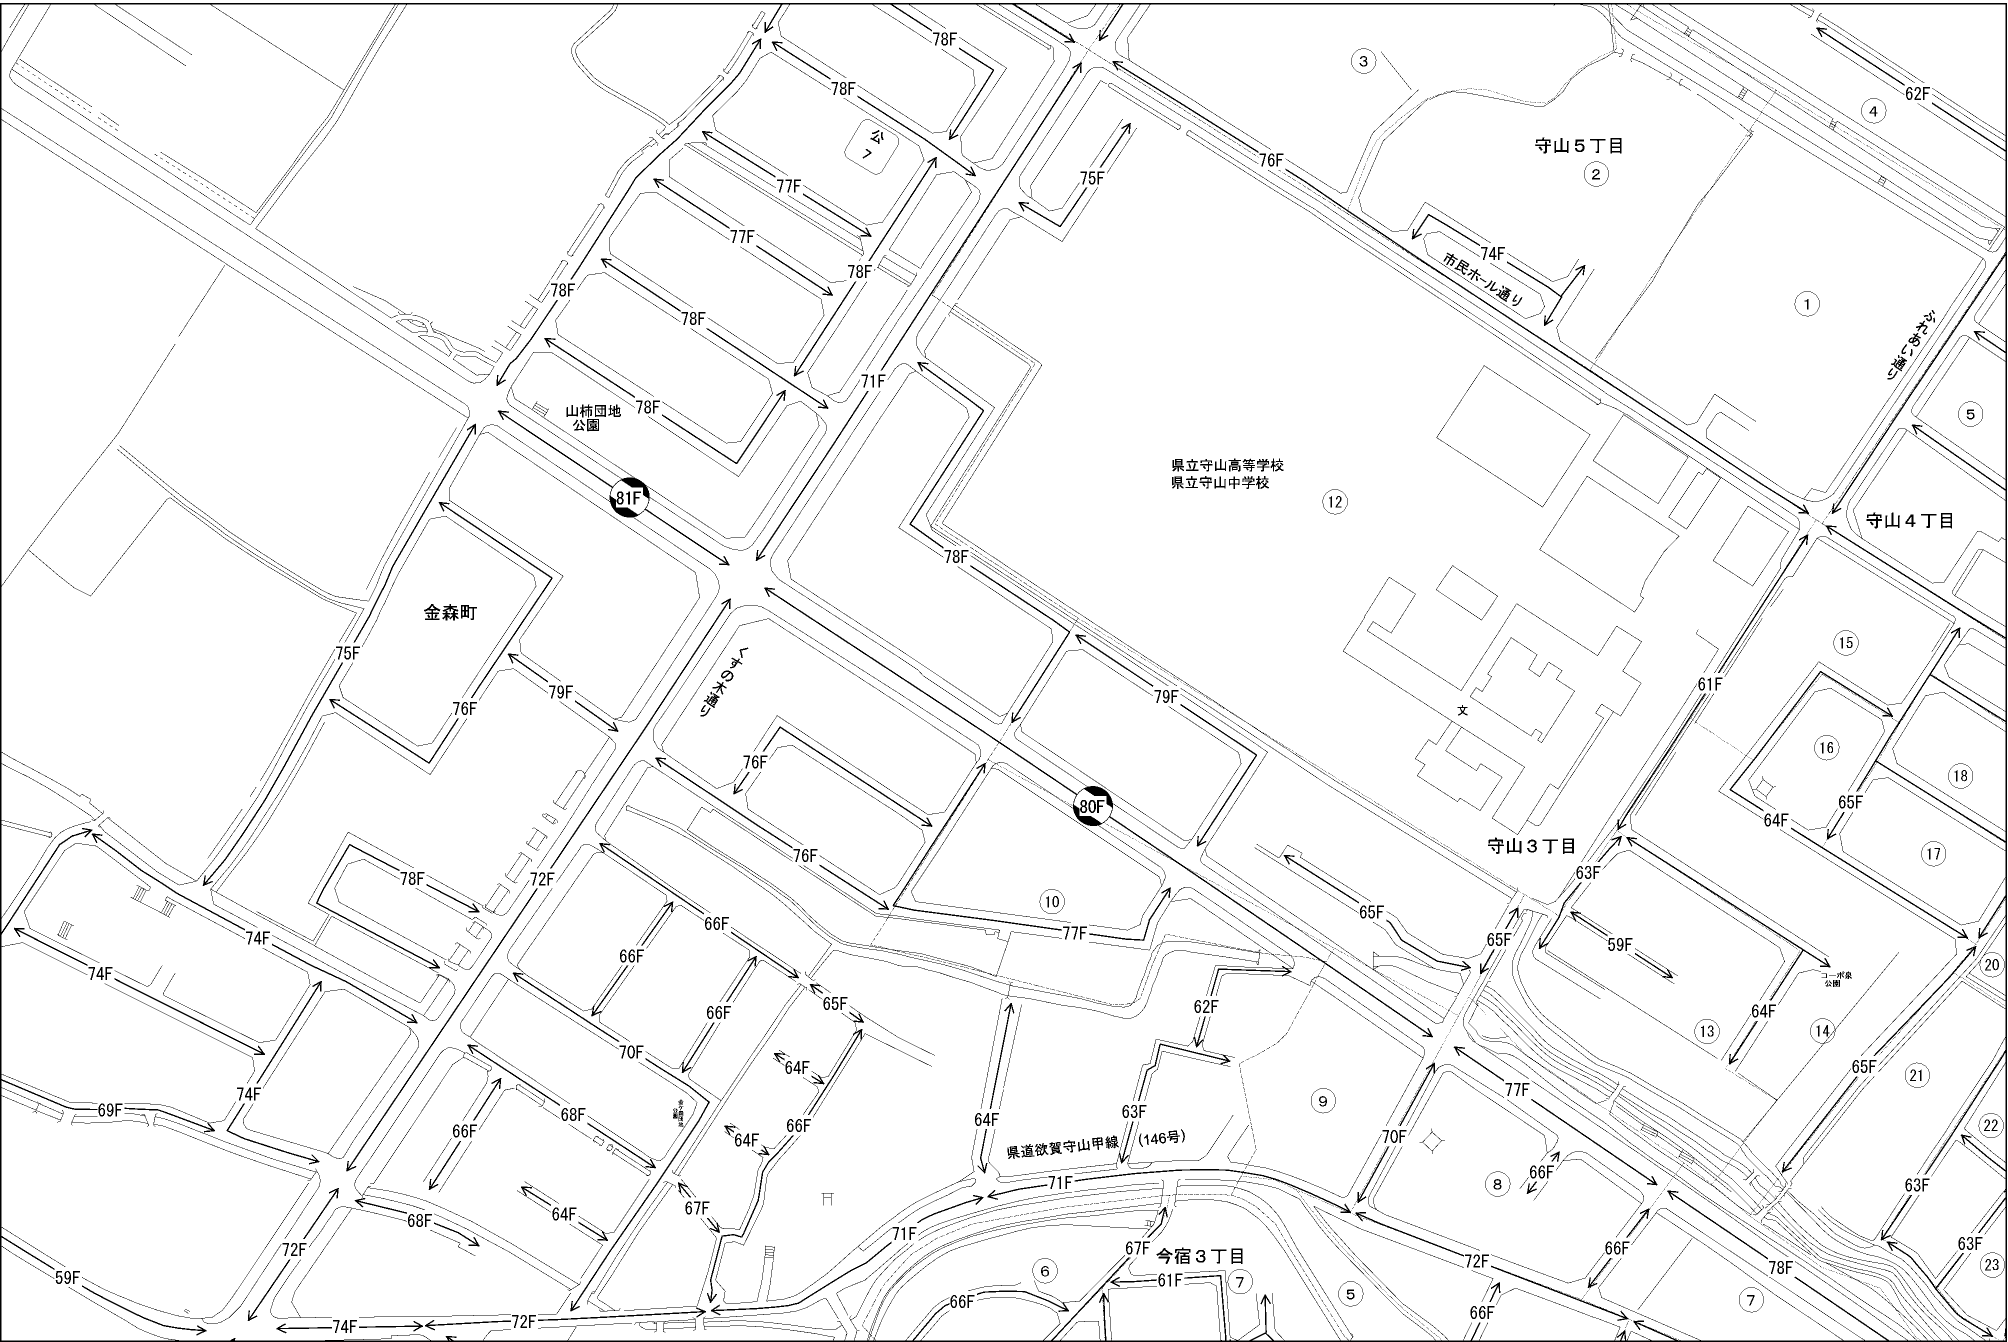 78F
78F
公
7
③
④
62F
守山５丁目
②
76F
75F
77F
77F
78F
78F
74F
市民ホール通り
①
ふれあい通り
78F
71F
78F
山柿団地
公園
⑤
県立守山高等学校
県立守山中学校
⑫
81F
守山４丁目
78F
金森町
75F
くすの木通り
79F
76F
79F
61F
⑮
文
⑯
76F
⑱
80F
65F
64F
守山３丁目
⑰
76F
78F
72F
63F
⑩
65F
66F
77F
74F
65F
59F
74F
66F
コーポ泉
公園
⑳
66F
65F
62F
64F
⑬
⑭
70F
64F
65F
㉑
77F
74F
69F
68F
66F
66F
64F
64F
63F
⑨
㉒
70F
県道欲賀守山甲線 (146号)
66F
⑧
71F
63F
64F
67F
68F
71F
72F
67F
今宿３丁目
66F
72F
63F
59F
⑥
61F
⑦
78F
㉓
⑤
⑦
66F
74F
72F
66F